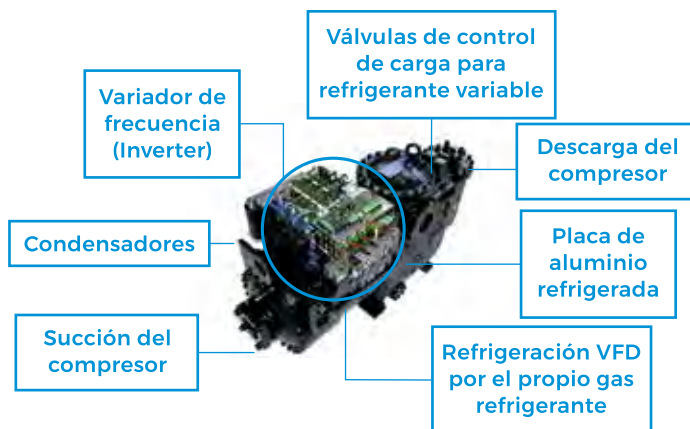 Válvulas de control
de carga para
refrigerante variable
Variador de
frecuencia
(Inverter)
Descarga del
compresor
Condensadores
Placa de
aluminio
refrigerada
Succión del
compresor
Refrigeración VFD
por el propio gas
refrigerante